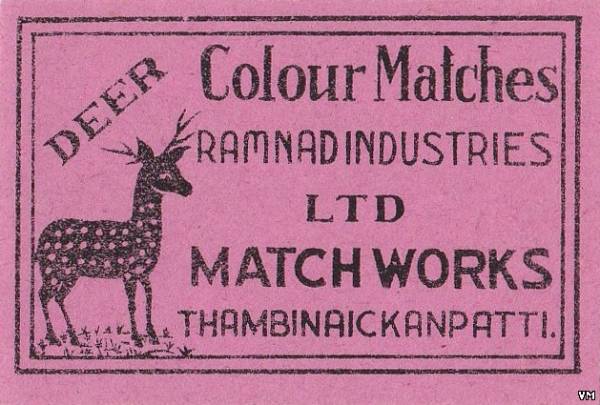 DEER
Colour Matches
RAMNAD INDUSTRIES
LTD
MATCH WORKS
THAMBINAICKANPATTI.
VM